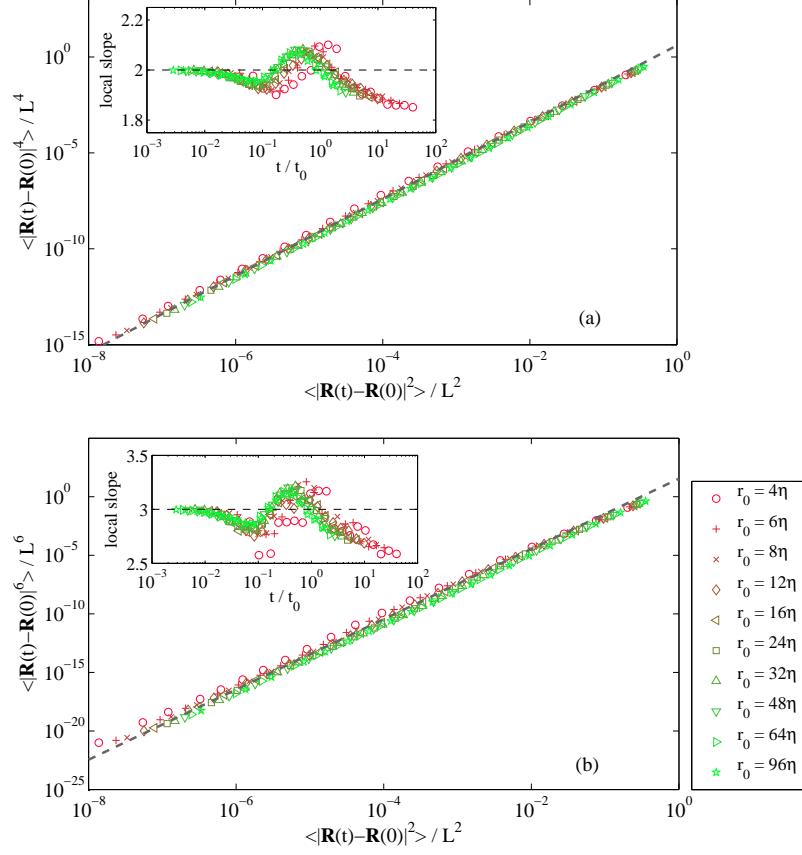 10^0
10^-5
10^-10
10^-15
<|R(t)−R(0)|^4> / L^4
10^-8
10^-6
10^-4
10^-2
10^0
<|R(t)−R(0)|^2> / L^2
(a)
2.2
2
1.8
local slope
10^-3
10^-2
10^-1
10^0
10^1
10^2
t / t_0
10^0
10^-5
10^-10
10^-15
10^-20
10^-25
<|R(t)−R(0)|^6> / L^6
10^-8
10^-6
10^-4
10^-2
10^0
<|R(t)−R(0)|^2> / L^2
(b)
3.5
3
2.5
local slope
10^-3
10^-2
10^-1
10^0
10^1
10^2
t / t_0
r_0 = 4η
r_0 = 6η
r_0 = 8η
r_0 = 12η
r_0 = 16η
r_0 = 24η
r_0 = 32η
r_0 = 48η
r_0 = 64η
r_0 = 96η